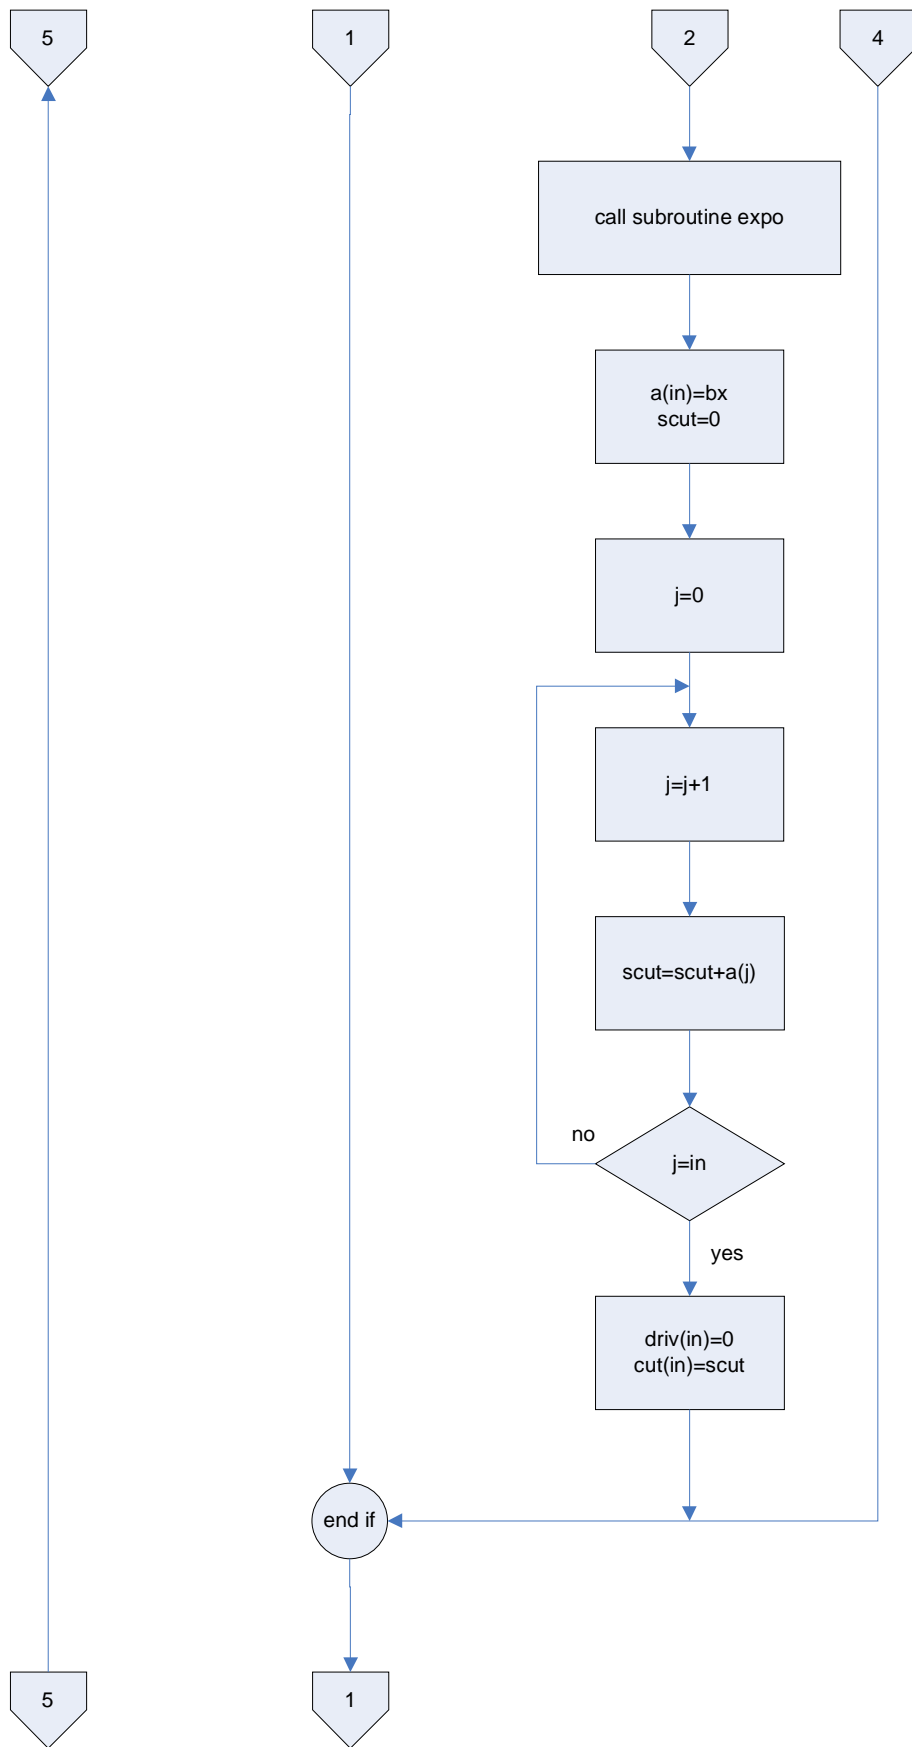 5
1
2
4
call subroutine expo
a(in)=bx
scut=0
j=0
j=j+1
scut=scut+a(j)
no
j=in
yes
driv(in)=0
cut(in)=scut
end if
5
1